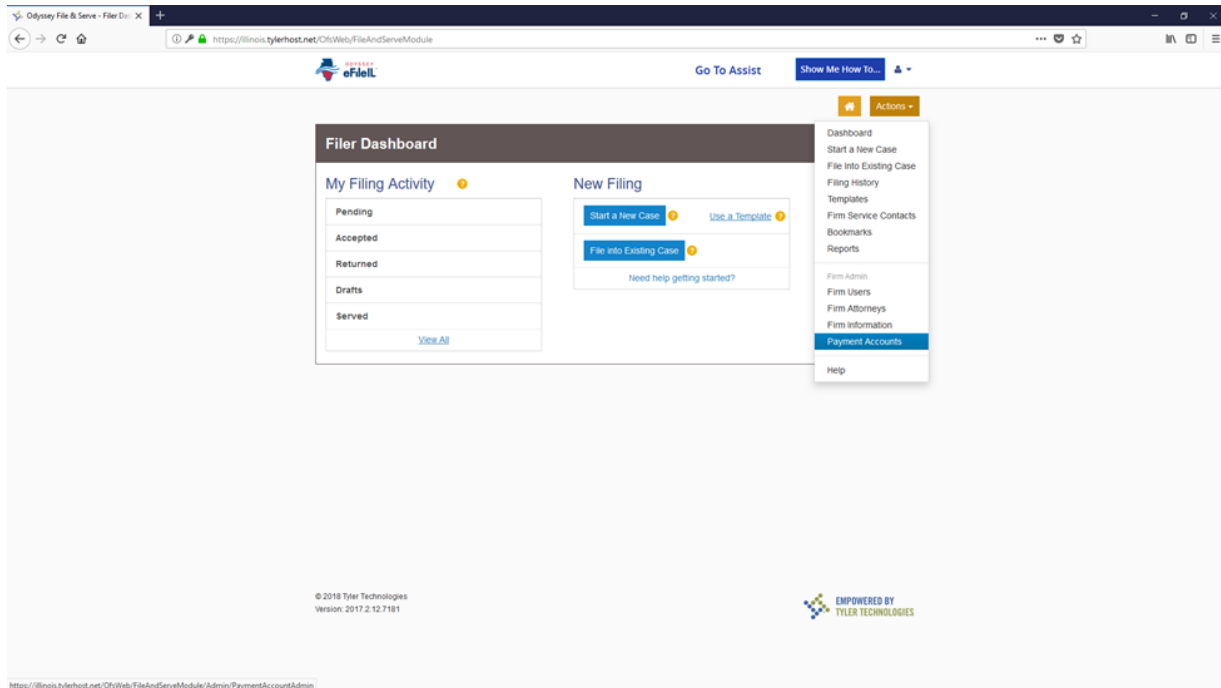 Odyssey File & Serve - Filer Da
https://illinois.tylerhost.net/OfsWeb/FileAndServeModule
ODYSSEY
eFileIL
Go To Assist
Show Me How To...
Actions
Filer Dashboard
My Filing Activity
Pending
Accepted
Returned
Drafts
Served
View All
New Filing
Start a New Case
Use a Template
File into Existing Case
Need help getting started?
Dashboard
Start a New Case
File Into Existing Case
Filing History
Templates
Firm Service Contacts
Bookmarks
Reports
Firm Admin
Firm Users
Firm Attorneys
Firm Information
Payment Accounts
Help
© 2018 Tyler Technologies
Version: 2017.2.12.7181
EMPOWERED BY
TYLER TECHNOLOGIES
https://illinois.tylerhost.net/OfsWeb/FileAndServeModule/Admin/PaymentAccountAdmin